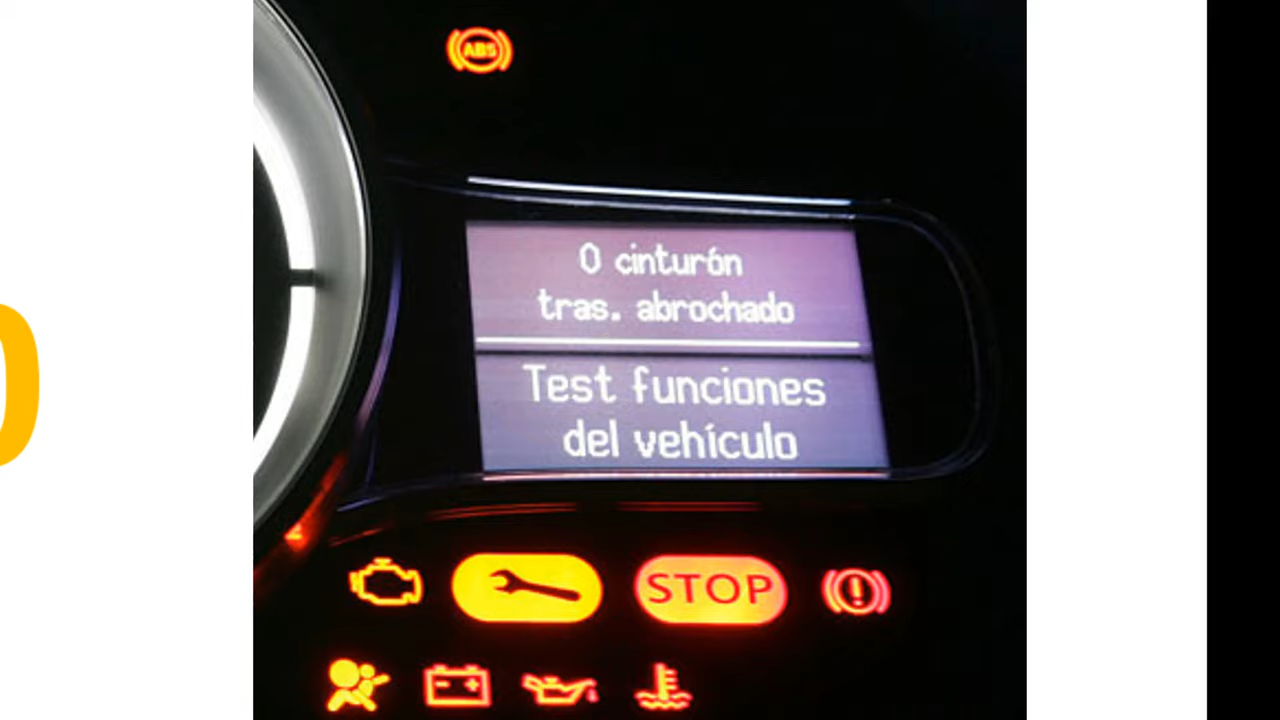 ABS
0 cinturón
tras. abrochado
Test funciones
del vehículo
STOP